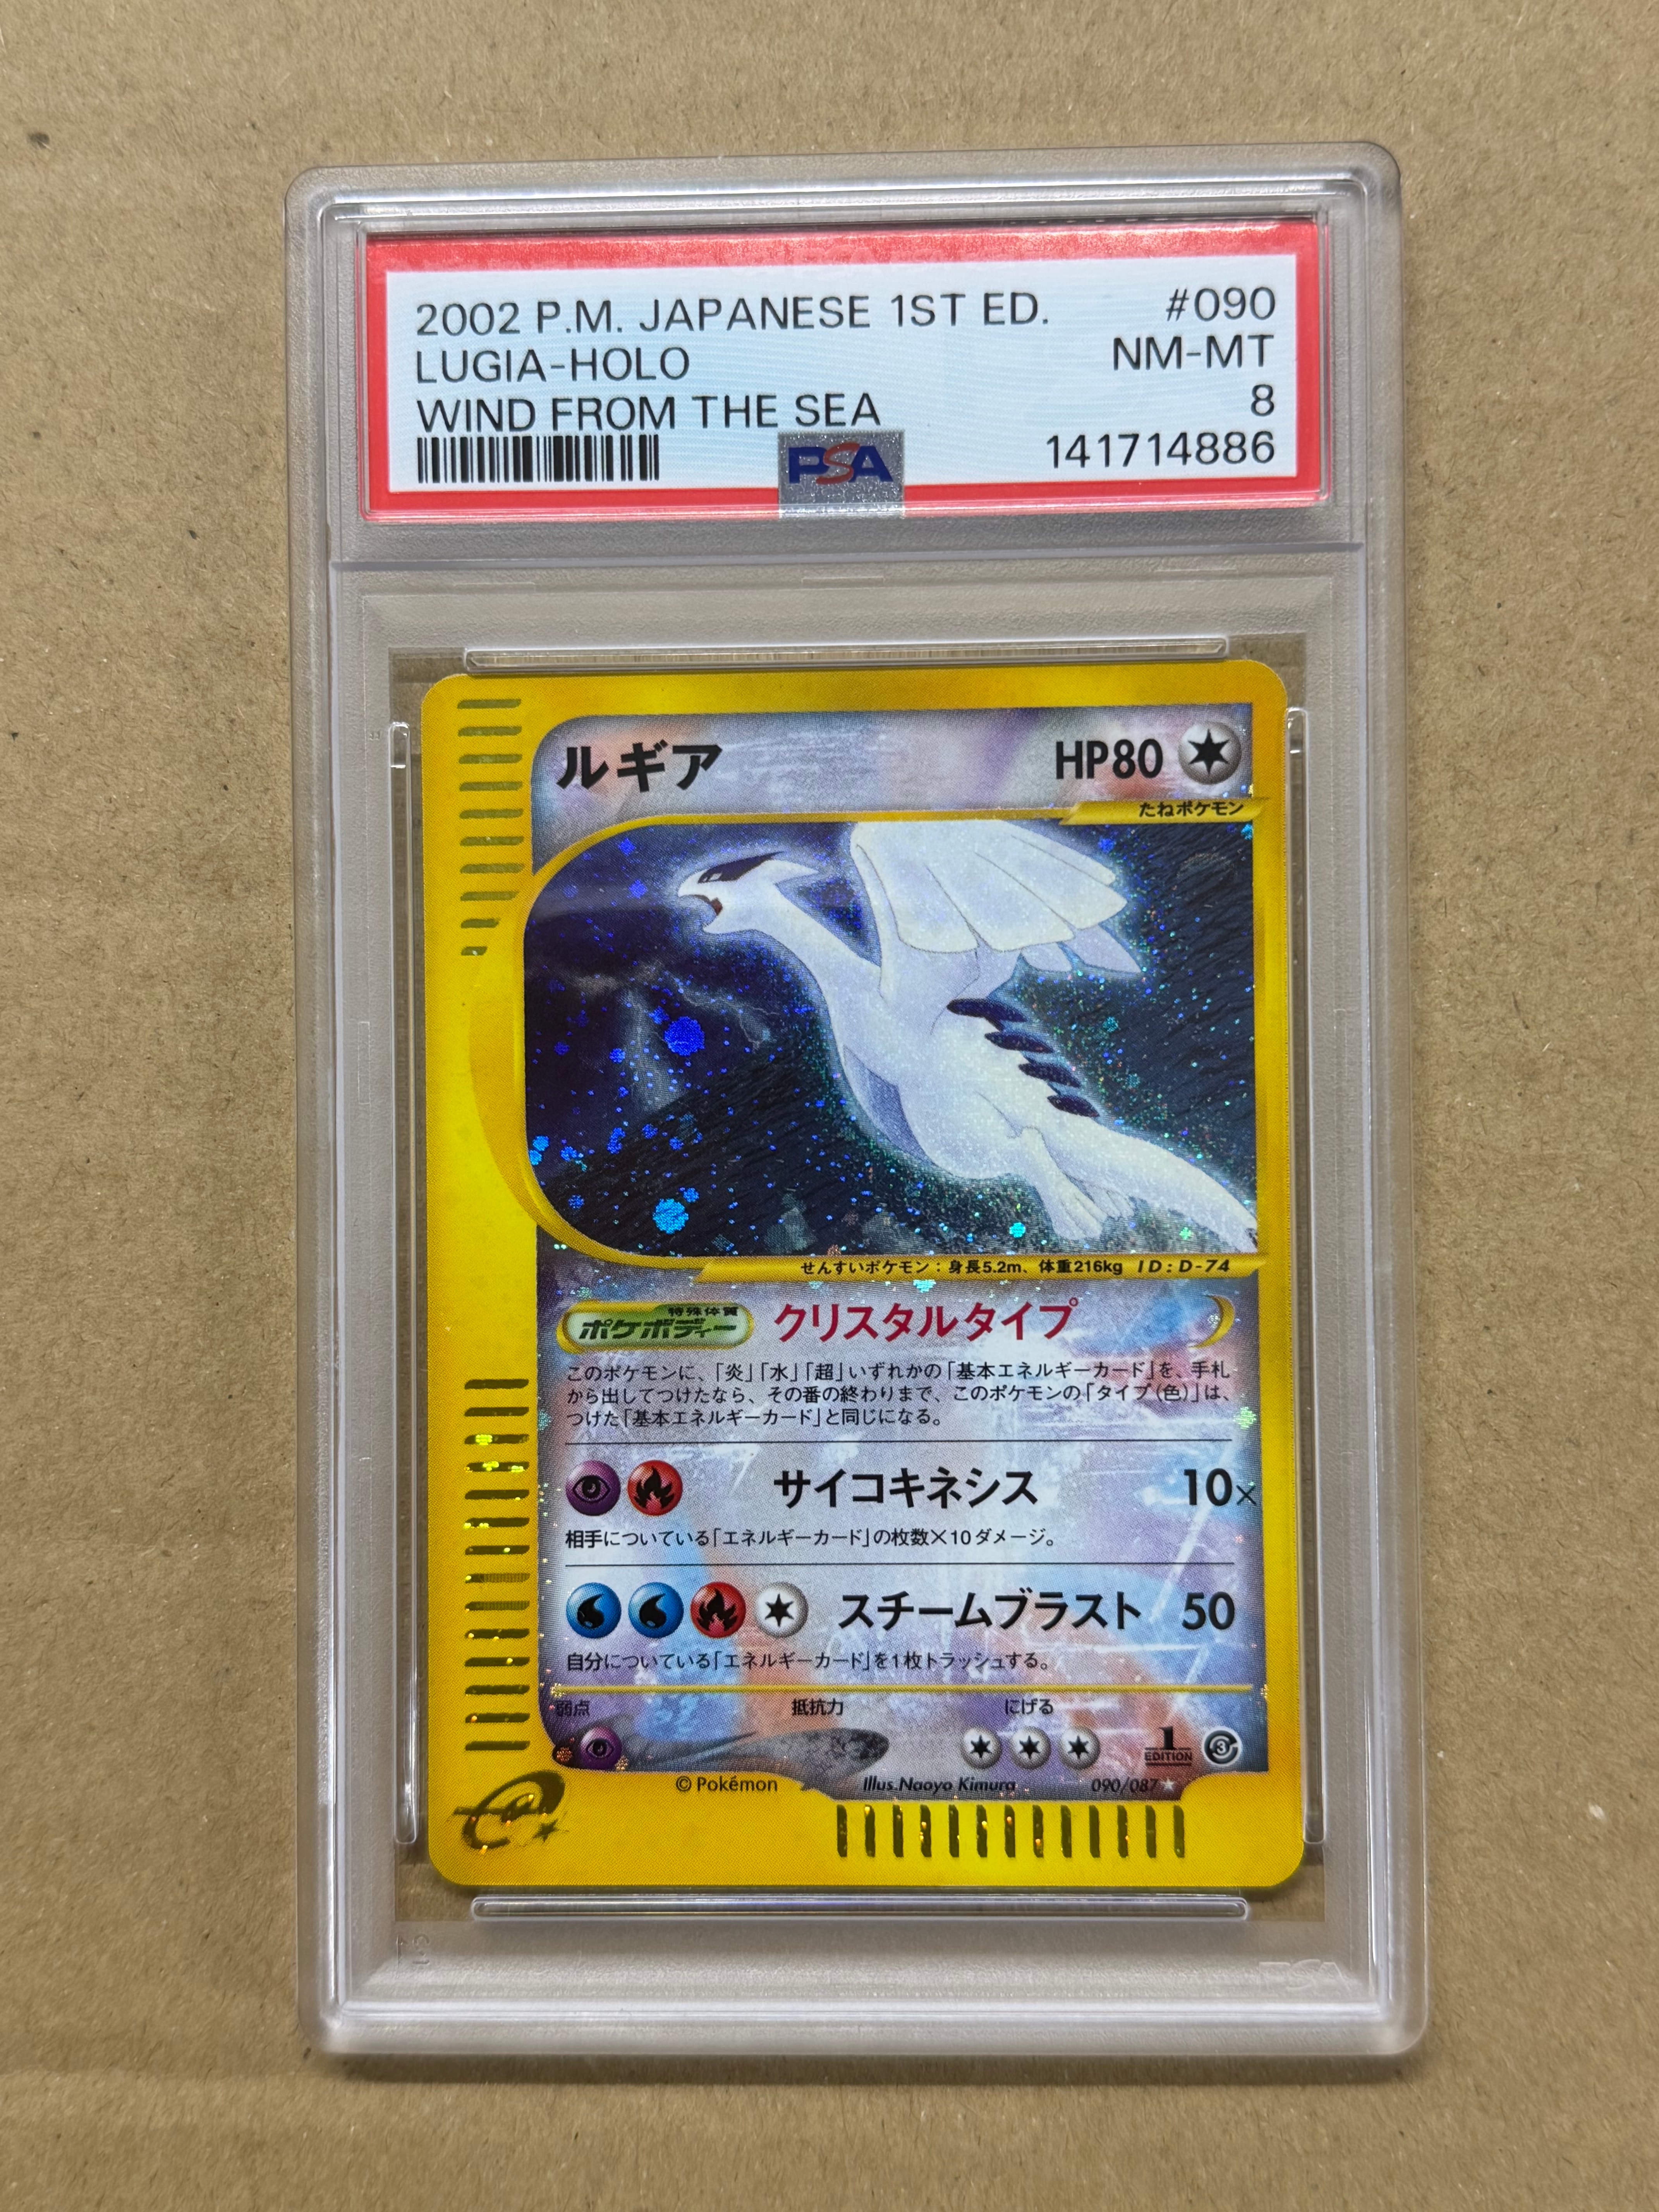 2002 P.M. JAPANESE 1ST ED. #090
LUGIA-HOLO NM-MT
WIND FROM THE SEA 8
PSA 141714886
ルギア HP80
たねポケモン
せんすいポケモン：身長5.2m、体重216kg ID:D-74
特殊体質
ポケボディー クリスタルタイプ
このポケモンに、「炎」「水」「超」いずれかの「基本エネルギーカード」を、手札
から出してつけたなら、その番の終わりまで、このポケモンの「タイプ（色）」は、
つけた「基本エネルギーカード」と同じになる。
サイコキネシス 10×
相手についている「エネルギーカード」の枚数×10ダメージ。
スチームブラスト 50
自分についている「エネルギーカード」を1枚トラッシュする。
弱点 抵抗力 にげる
1 EDITION 3
© Pokémon Illus.Naoyo Kimura 090/087★
e
PSA